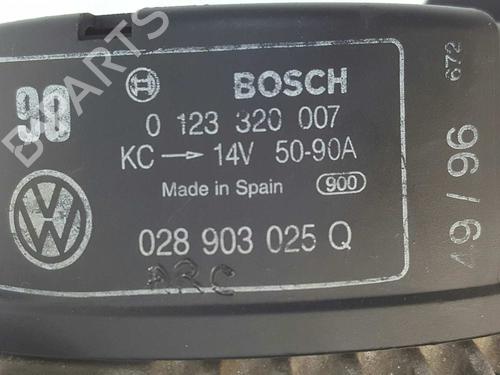 90
BOSCH
0 123 320 007
KC → 14V 50-90A
Made in Spain 900
028 903 025 Q
ARC
49 / 96 672
B-PARTS